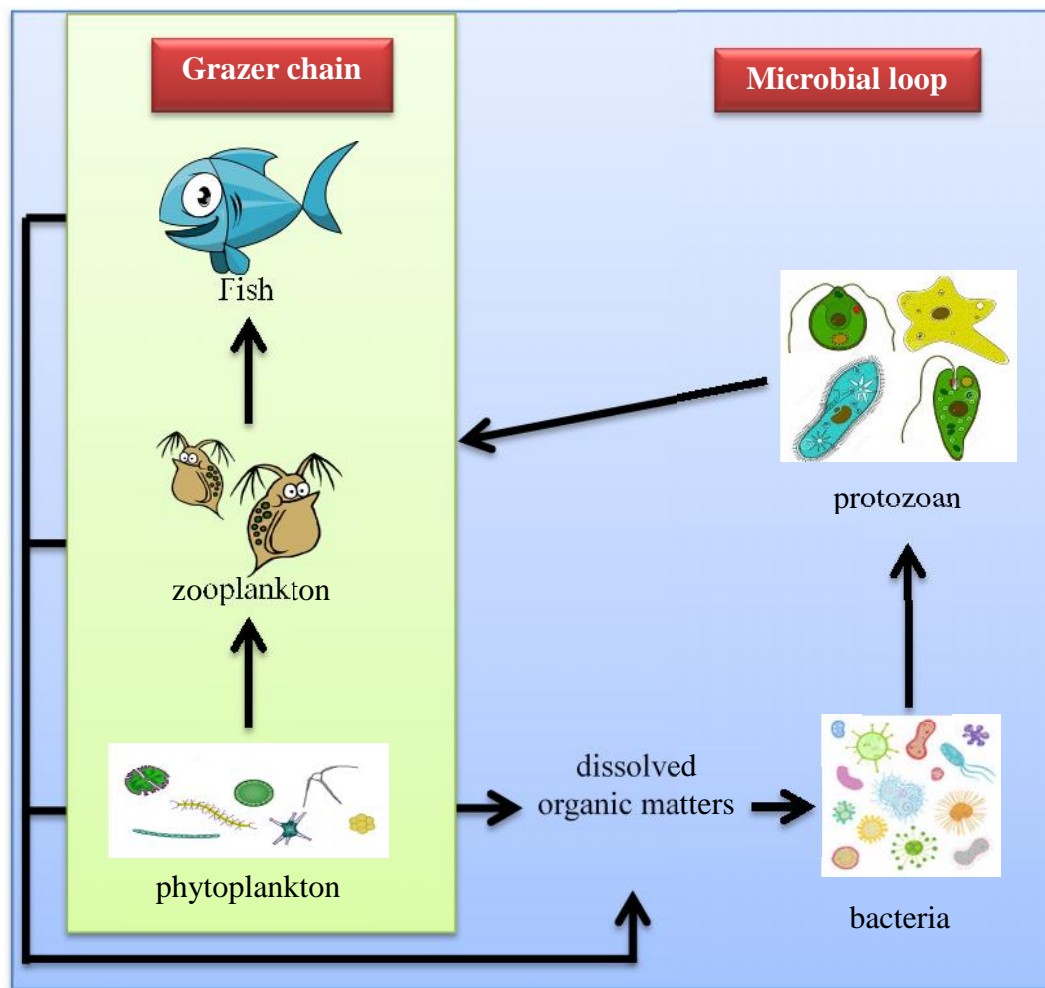 Grazer chain
Microbial loop
Fish
protozoan
zooplankton
dissolved
organic matters
phytoplankton
bacteria